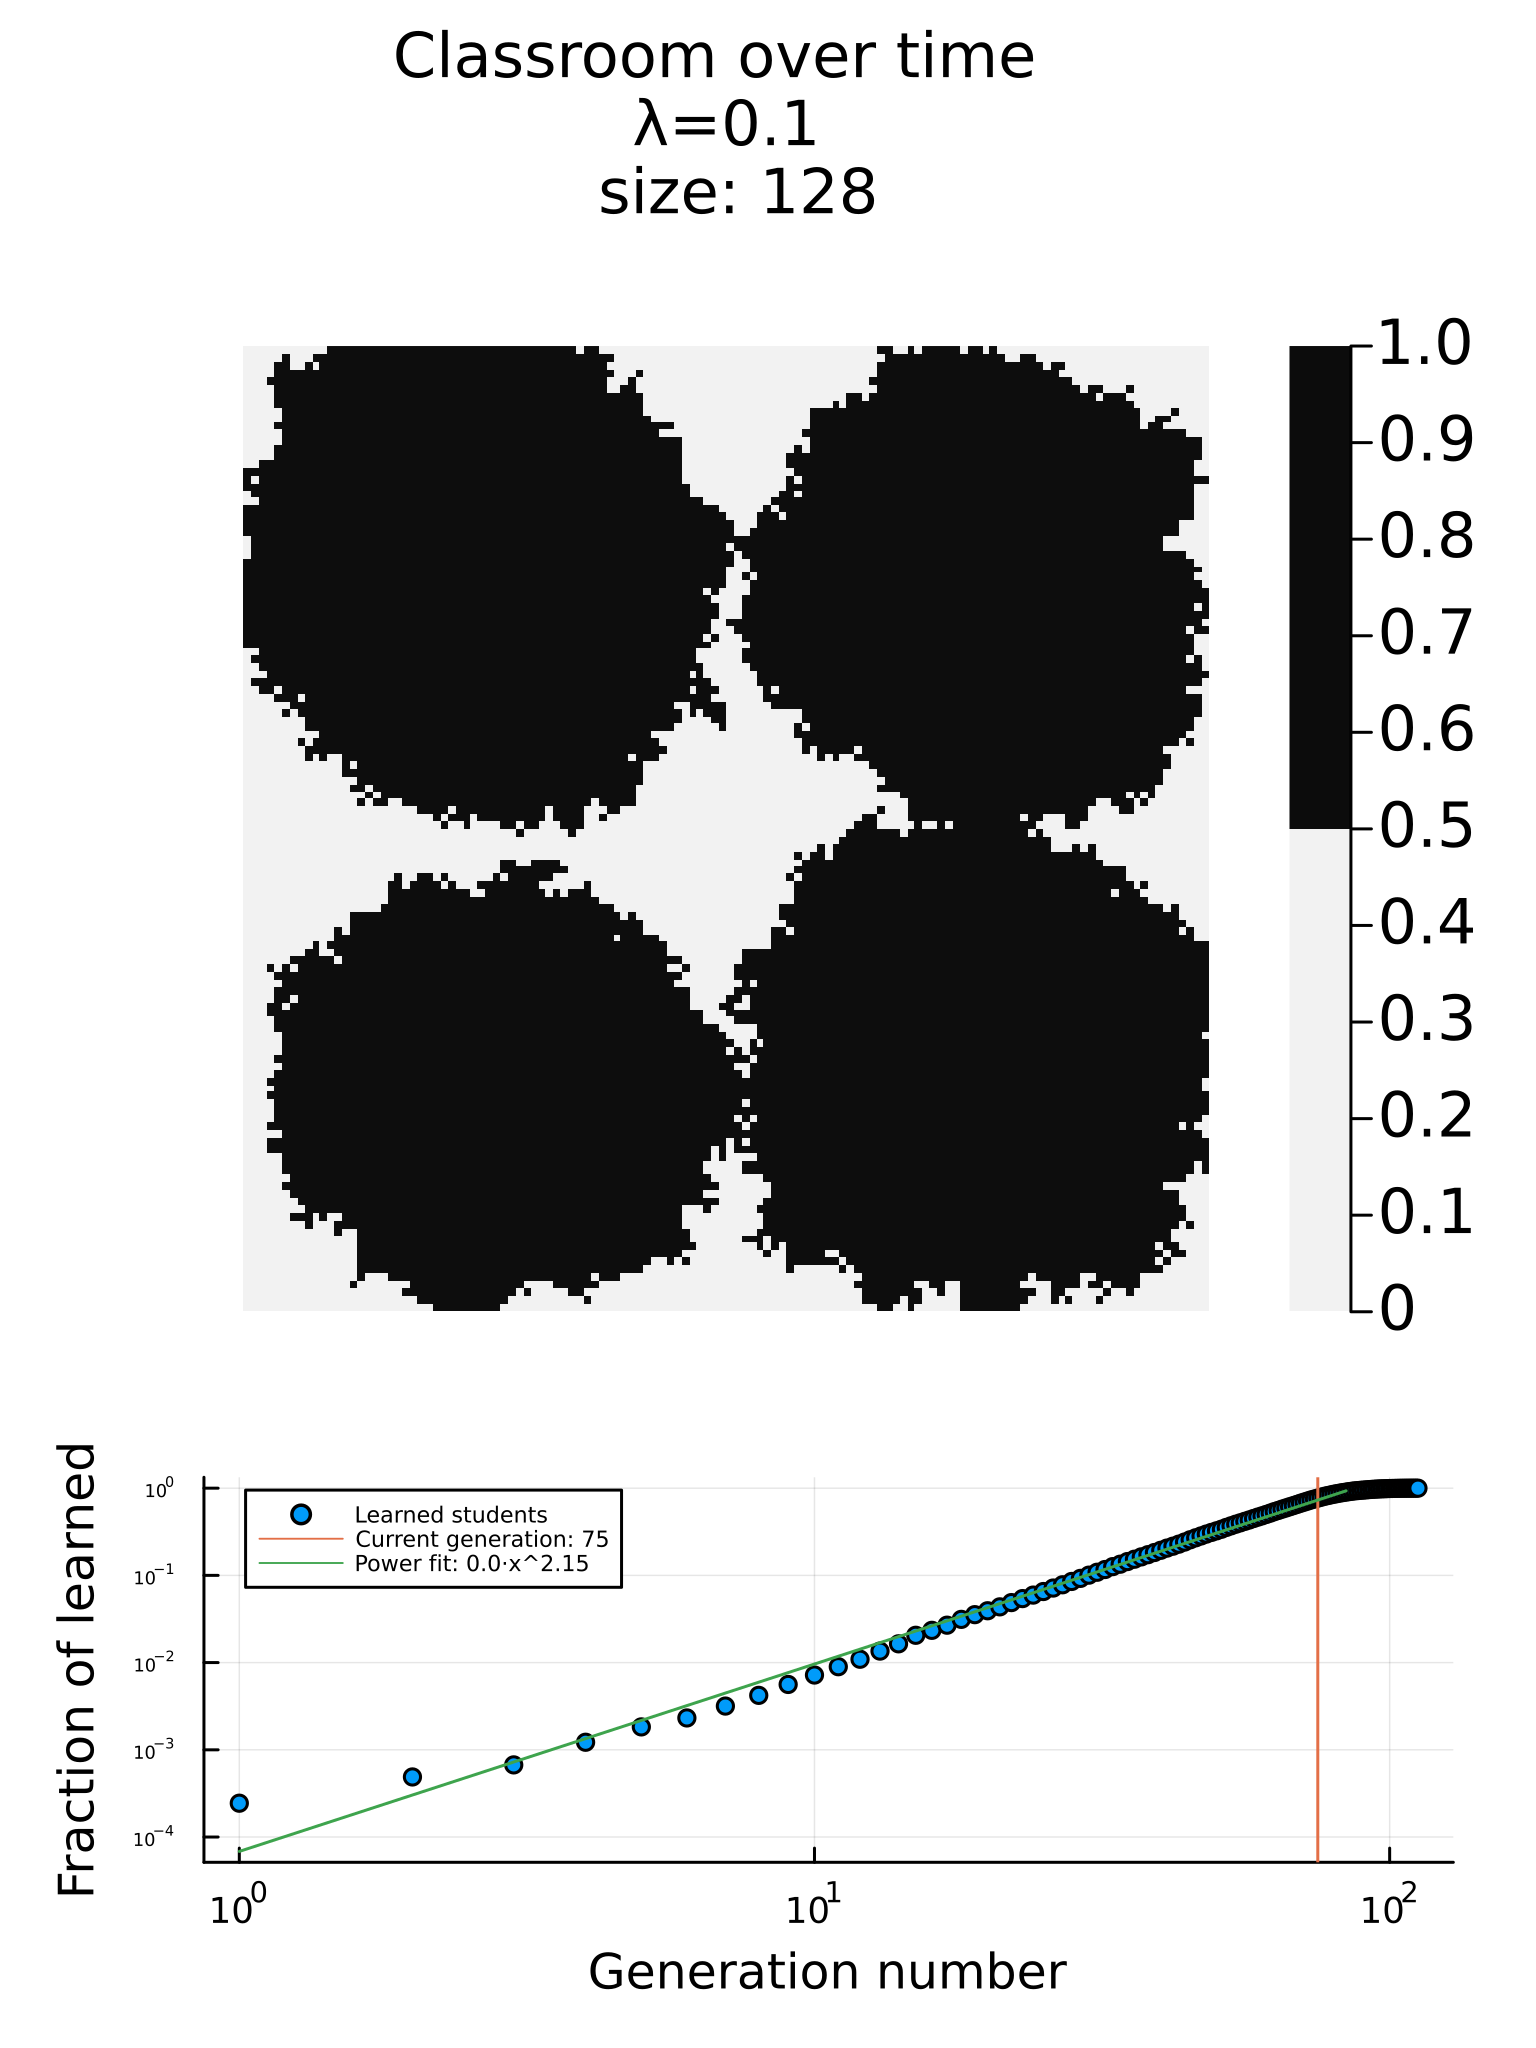 Classroom over time
λ=0.1
size: 128
1.0
0.9
0.8
0.7
0.6
0.5
0.4
0.3
0.2
0.1
0
Fraction of learned
10^0
10^-1
10^-2
10^-3
10^-4
Learned students
Current generation: 75
Power fit: 0.0·x^2.15
10^0 10^1 10^2
Generation number